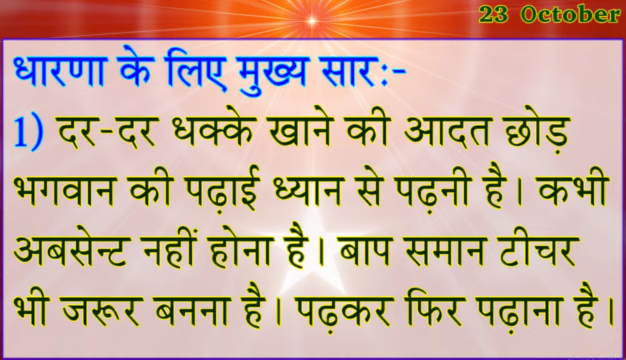 23 October
धारणा के लिए मुख्य सार:-
1) दर-दर धक्के खाने की आदत छोड़
भगवान की पढ़ाई ध्यान से पढ़नी है। कभी
अबसेन्ट नहीं होना है। बाप समान टीचर
भी जरूर बनना है। पढ़कर फिर पढ़ाना है।